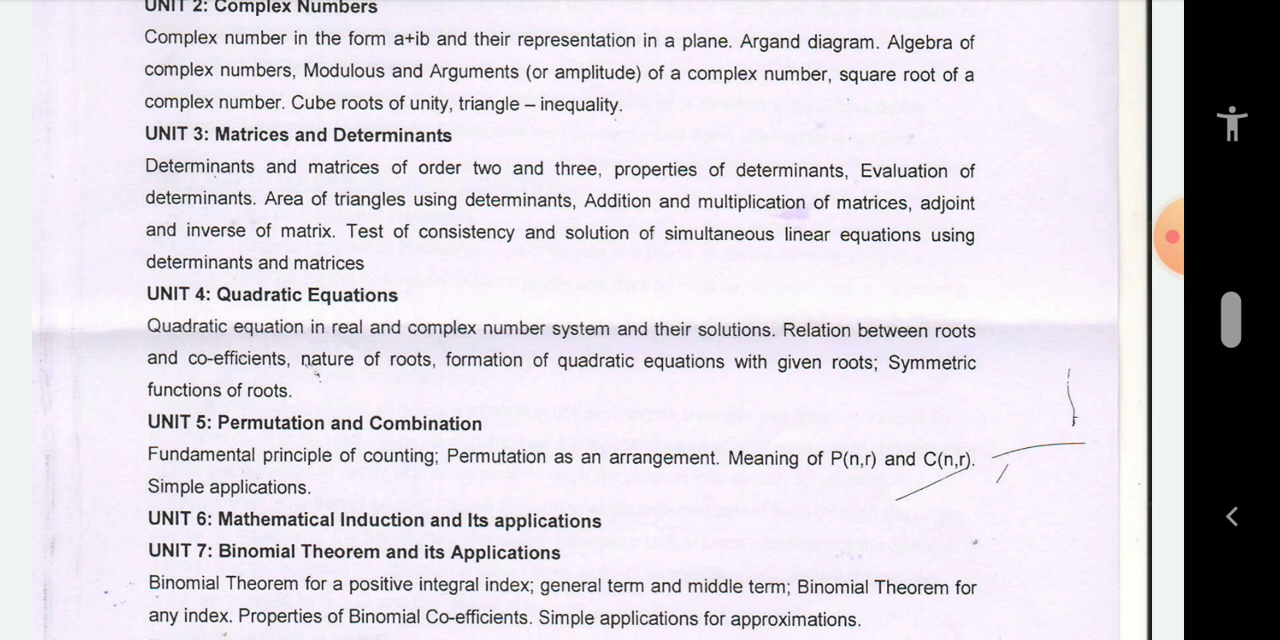 UNIT 2: Complex Numbers
Complex number in the form a+ib and their representation in a plane. Argand diagram. Algebra of
complex numbers, Modulous and Arguments (or amplitude) of a complex number, square root of a
complex number. Cube roots of unity, triangle – inequality.
UNIT 3: Matrices and Determinants
Determinants and matrices of order two and three, properties of determinants, Evaluation of
determinants. Area of triangles using determinants, Addition and multiplication of matrices, adjoint
and inverse of matrix. Test of consistency and solution of simultaneous linear equations using
determinants and matrices
UNIT 4: Quadratic Equations
Quadratic equation in real and complex number system and their solutions. Relation between roots
and co-efficients, nature of roots, formation of quadratic equations with given roots; Symmetric
functions of roots.
UNIT 5: Permutation and Combination
Fundamental principle of counting; Permutation as an arrangement. Meaning of P(n,r) and C(n,r).
Simple applications.
UNIT 6: Mathematical Induction and Its applications
UNIT 7: Binomial Theorem and its Applications
Binomial Theorem for a positive integral index; general term and middle term; Binomial Theorem for
any index. Properties of Binomial Co-efficients. Simple applications for approximations.